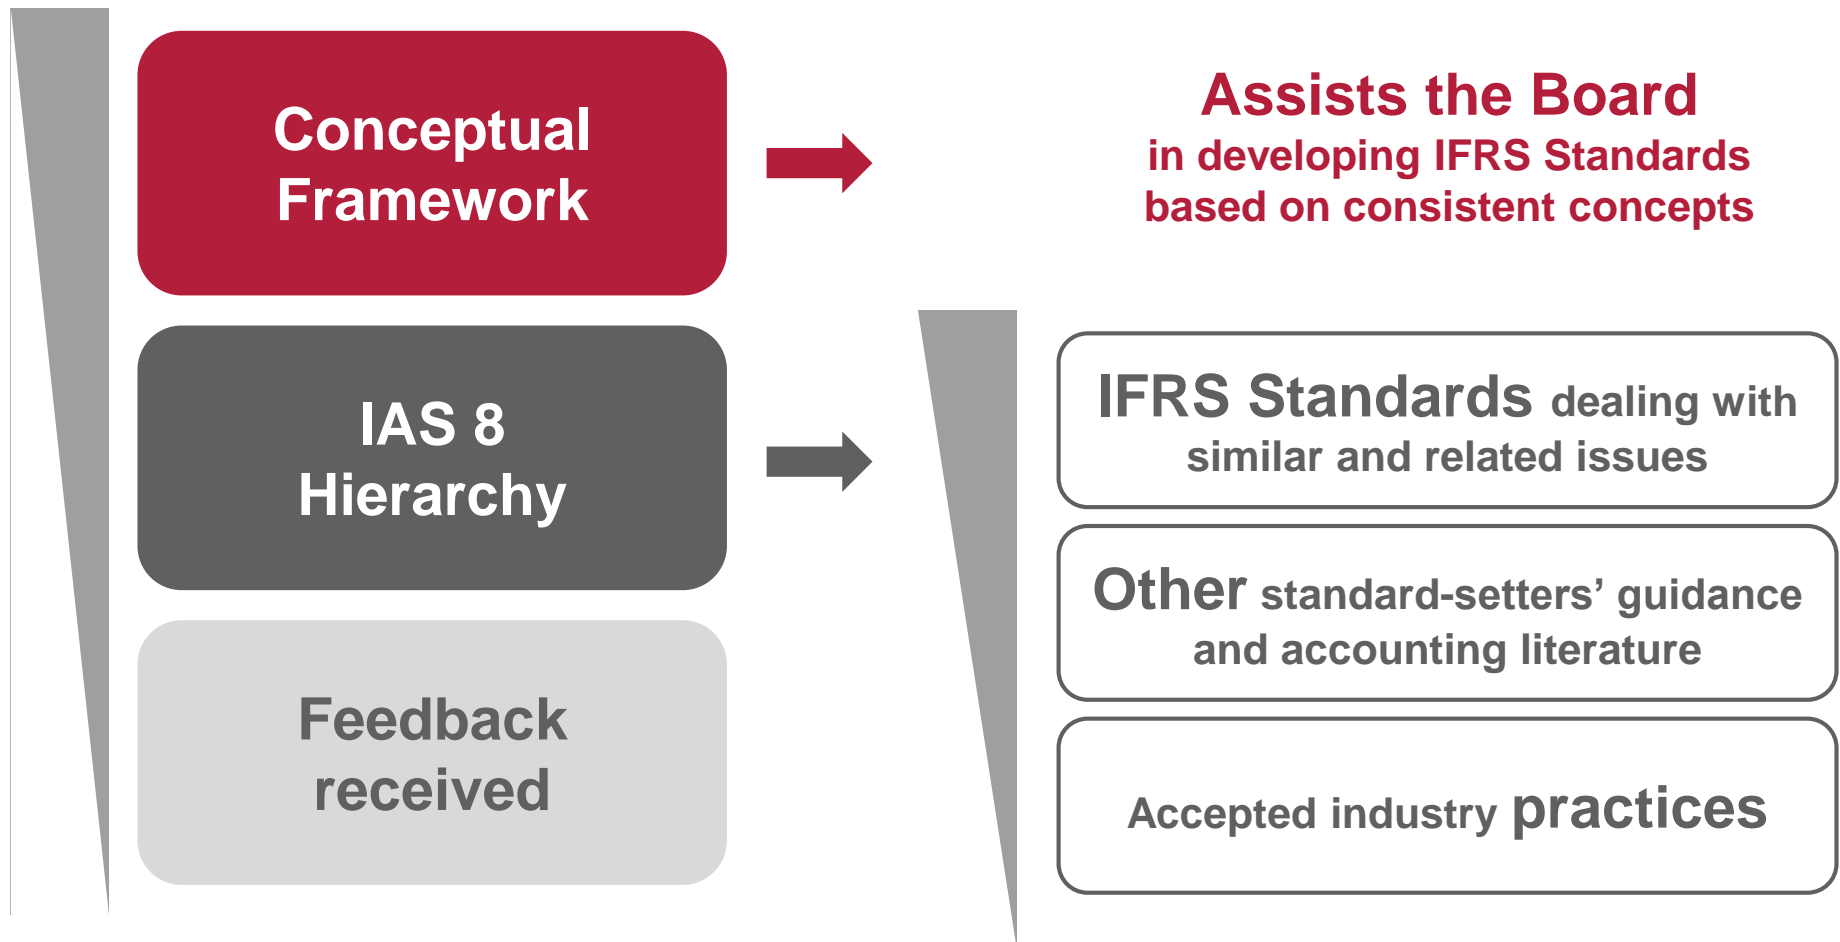 Conceptual
Framework
Assists the Board
in developing IFRS Standards
based on consistent concepts
IAS 8
Hierarchy
IFRS Standards dealing with
similar and related issues
Other standard-setters’ guidance
and accounting literature
Feedback
received
Accepted industry practices